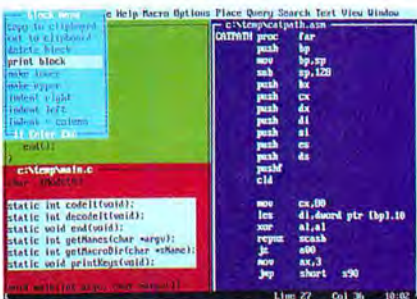 Block Menu
e Help Macro Options Place Query Search Text View Window
copy to clipboard
cut to clipboard
delete block
print block
make lower
make upper
indent right
indent left
indent - column
end();
}
c:\temp\main.c
static int codeit(void);
static int decodeit(void);
static void end(void);
static int getNames(char *argv);
static int getMacroDir(char *sName);
static void printKeys(void);
c:\temp\catpath.asm
CATPATH proc far
push bp
mov bp,sp
sub sp,128
push bx
push cx
push dx
push di
push si
push es
push ds
pushf
cld
mov cx,80
les di,dword ptr [bp].10
xor al,al
repnz scasb
jz a00
mov ax,3
jmp short s90
Line 27 Col 36 10:03